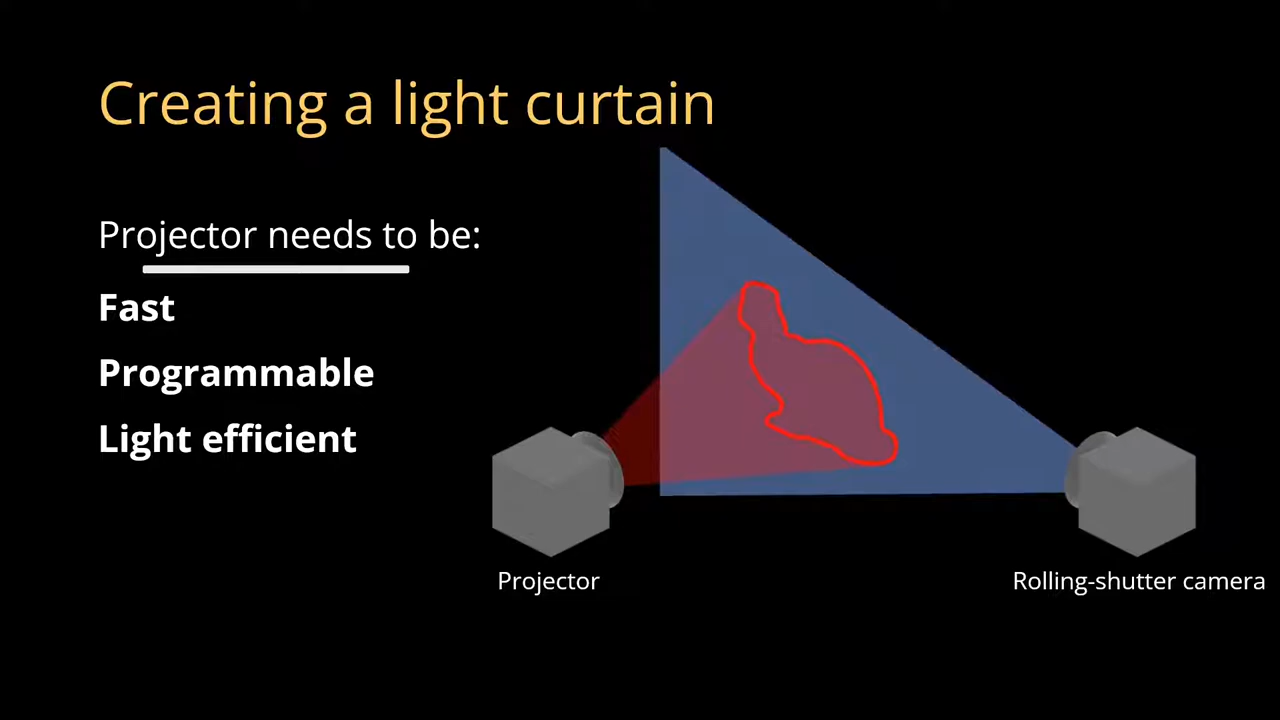 Creating a light curtain
Projector needs to be:
Fast
Programmable
Light efficient
Projector
Rolling-shutter camera